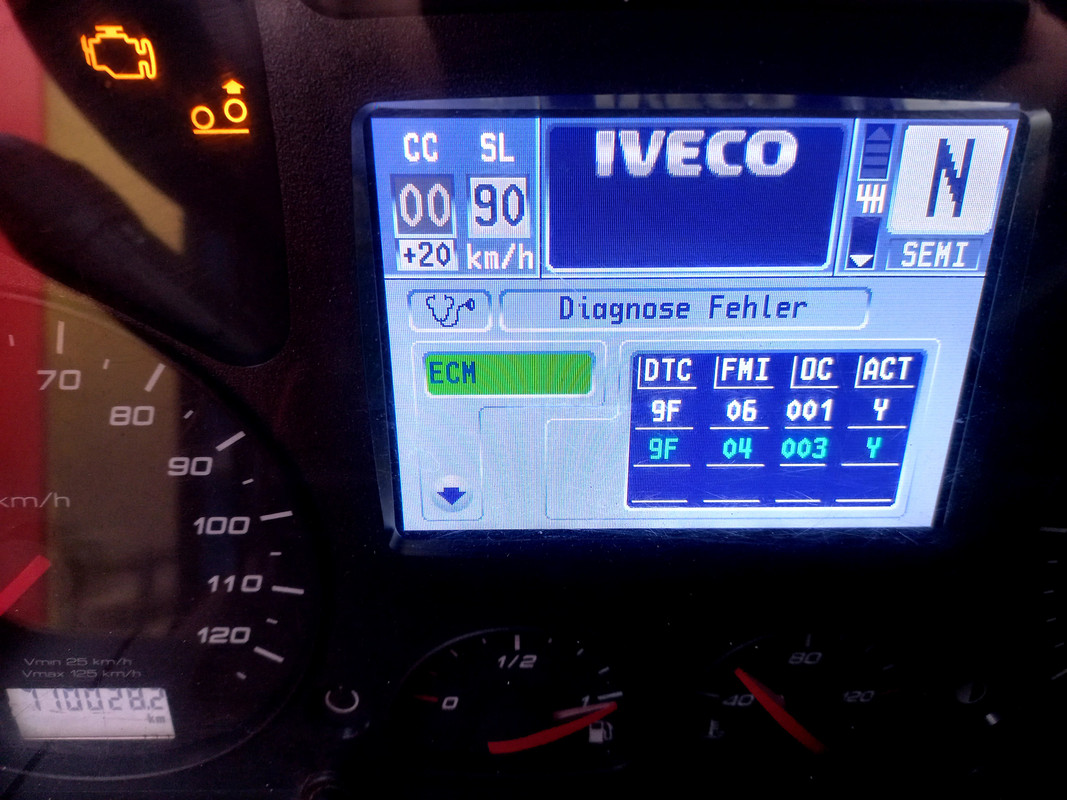 CC SL
00 90
+20 km/h
IVECO
4H
N
SEMI
Diagnose Fehler
ECM
DTC FMI OC ACT
9F 06 001 Y
9F 04 003 Y
70
80
90
km/h
100
110
120
Vmin 25 km/h
Vmax 125 km/h
km
0 1/2 1
40 80 120